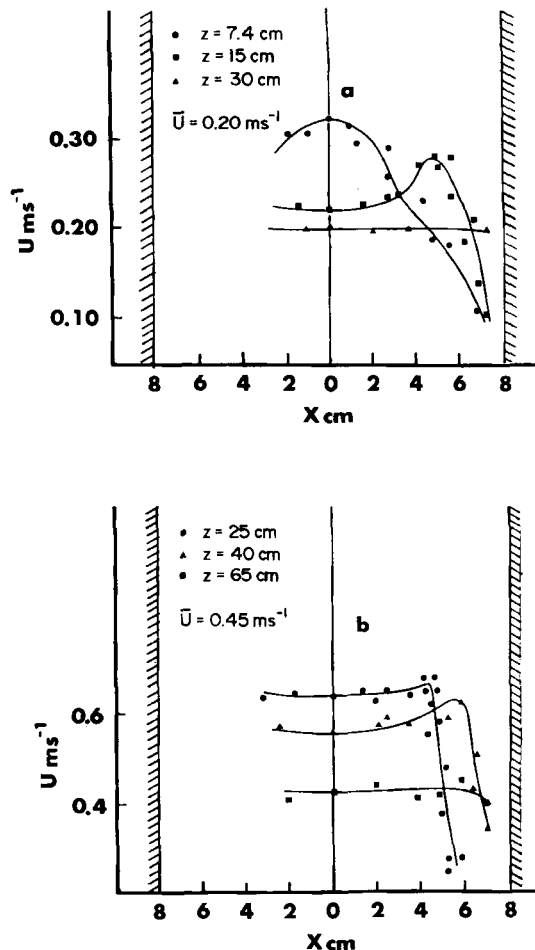 z = 7.4 cm
z = 15 cm
z = 30 cm
a
Ū = 0.20 ms⁻¹
0.30
0.20
0.10
U ms⁻¹
8 6 4 2 0 2 4 6 8
X cm
z = 25 cm
z = 40 cm
z = 65 cm
b
Ū = 0.45 ms⁻¹
0.6
0.4
U ms⁻¹
8 6 4 2 0 2 4 6 8
X cm